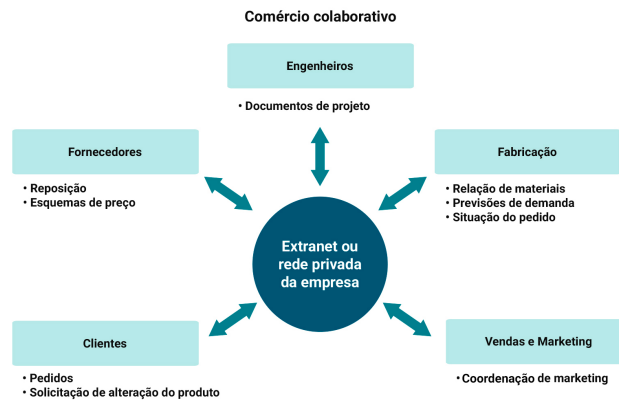 Comércio colaborativo
Engenheiros
• Documentos de projeto
Fornecedores
• Reposição
• Esquemas de preço
Fabricação
• Relação de materiais
• Previsões de demanda
• Situação do pedido
Extranet ou
rede privada
da empresa
Clientes
• Pedidos
• Solicitação de alteração do produto
Vendas e Marketing
• Coordenação de marketing